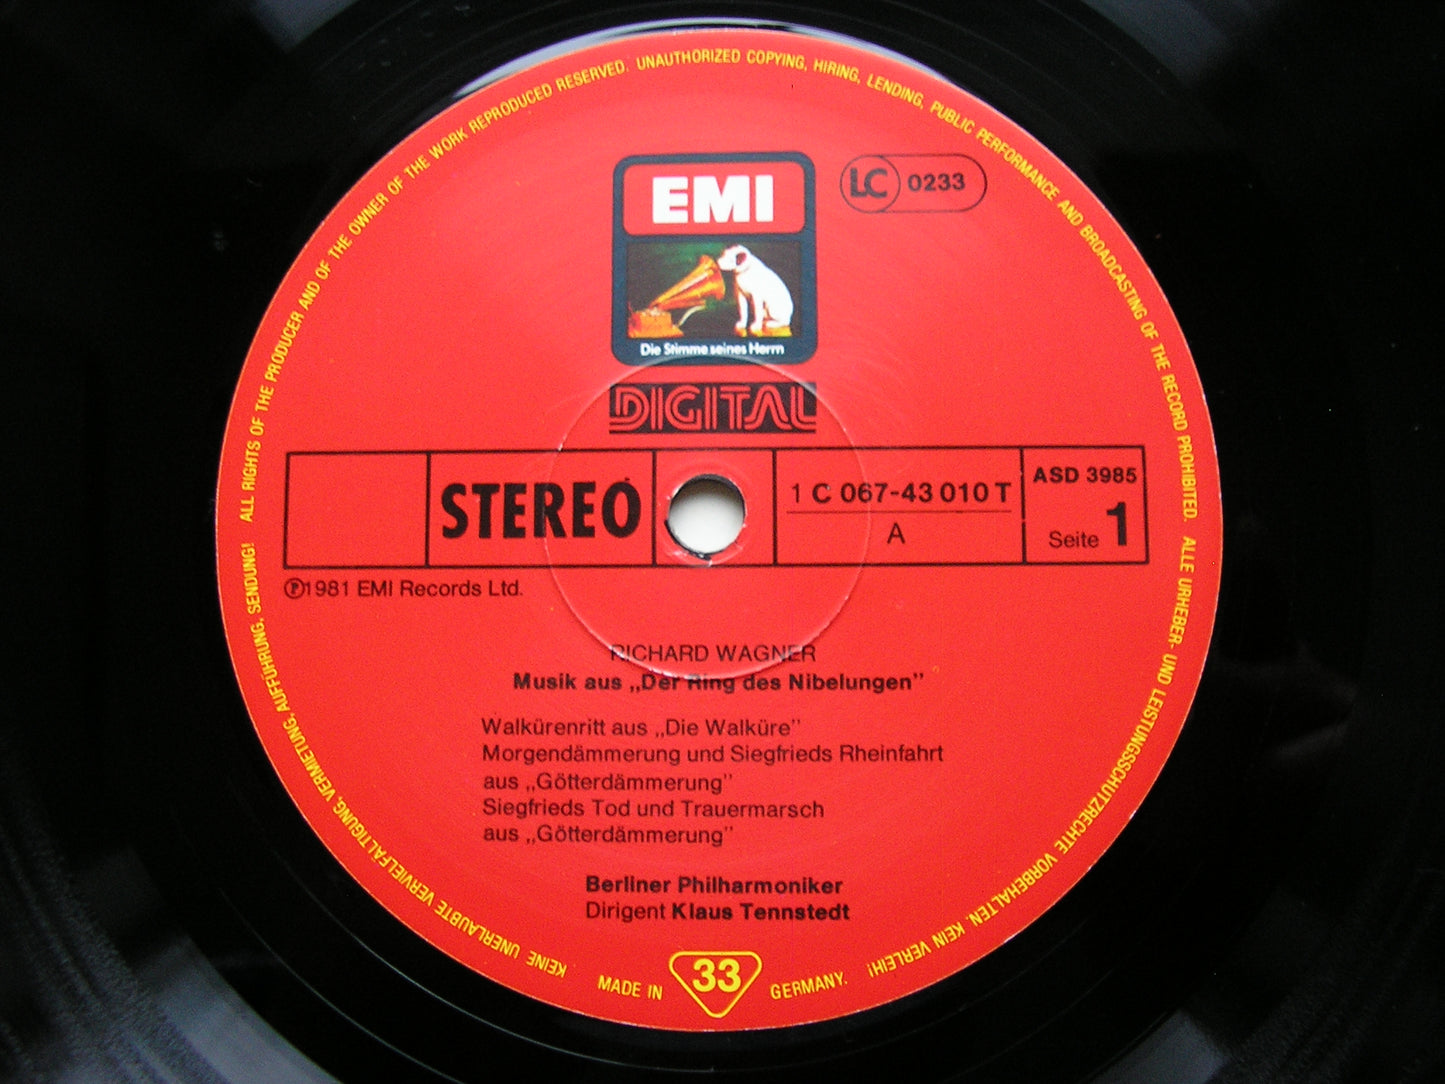 ALL RIGHTS OF THE PRODUCER AND OF THE OWNER OF THE WORK REPRODUCED RESERVED. UNAUTHORIZED COPYING, HIRING, LENDING, PUBLIC PERFORMANCE AND BROADCASTING OF THE RECORD PROHIBITED.
EMI
LC 0233
Die Stimme seines Herrn
DIGITAL
STEREO
1 C 067-43 010 T
A
ASD 3985
Seite 1
Ⓟ1981 EMI Records Ltd.
RICHARD WAGNER
Musik aus „Der Ring des Nibelungen”
Walkürenritt aus „Die Walküre”
Morgendämmerung und Siegfrieds Rheinfahrt
aus „Götterdämmerung”
Siegfrieds Tod und Trauermarsch
aus „Götterdämmerung”
Berliner Philharmoniker
Dirigent Klaus Tennstedt
MADE IN 33 GERMANY.
ALLE URHEBER- UND LEISTUNGSSCHUTZRECHTE VORBEHALTEN. KEIN VERLEIH!
KEINE UNERLAUBTE VERVIELFÄLTIGUNG, VERMIETUNG, AUFFÜHRUNG, SENDUNG!